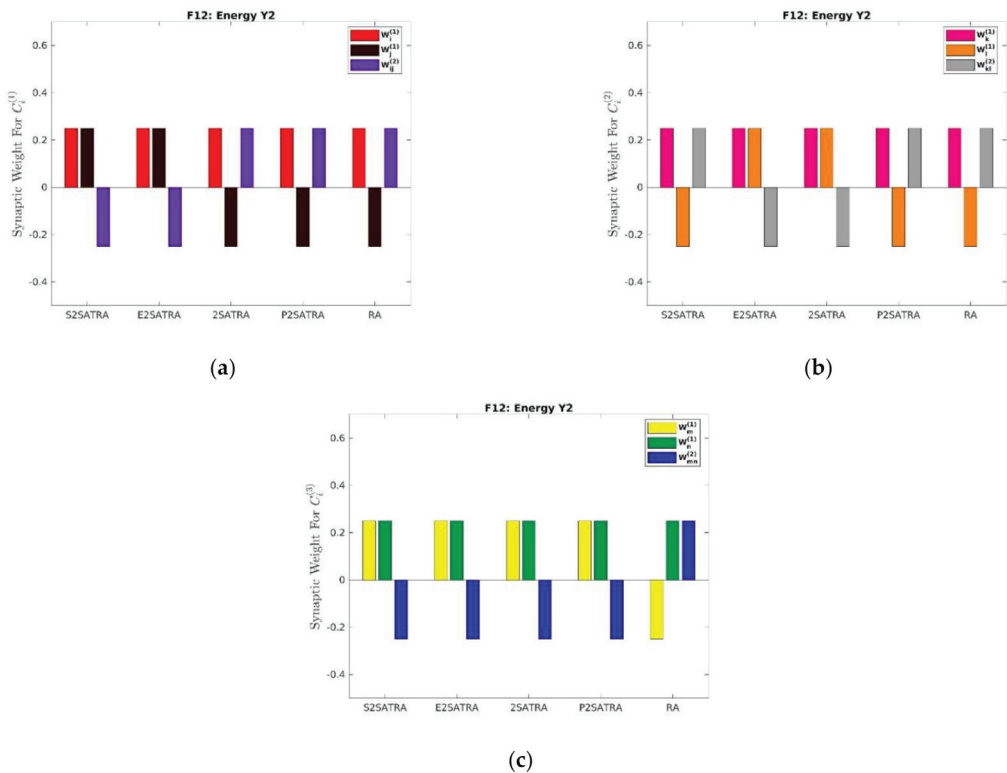 F12: Energy Y2
Synaptic Weight For C_i^(1)
0.6
0.4
0.2
0
-0.2
-0.4
W_i^(1)
W_j^(1)
W_ij^(2)
S2SATRA E2SATRA 2SATRA P2SATRA RA
(a)
F12: Energy Y2
Synaptic Weight For C_i^(2)
0.6
0.4
0.2
0
-0.2
-0.4
W_k^(1)
W_l^(1)
W_kl^(2)
S2SATRA E2SATRA 2SATRA P2SATRA RA
(b)
F12: Energy Y2
Synaptic Weight For C_i^(3)
0.6
0.4
0.2
0
-0.2
-0.4
W_m^(1)
W_n^(1)
W_mn^(2)
S2SATRA E2SATRA 2SATRA P2SATRA RA
(c)